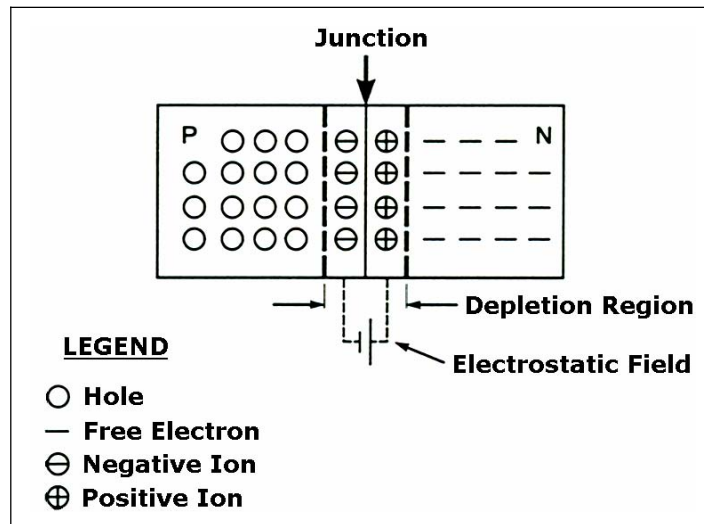 Junction
P
N
Depletion Region
Electrostatic Field
LEGEND
Hole
Free Electron
Negative Ion
Positive Ion